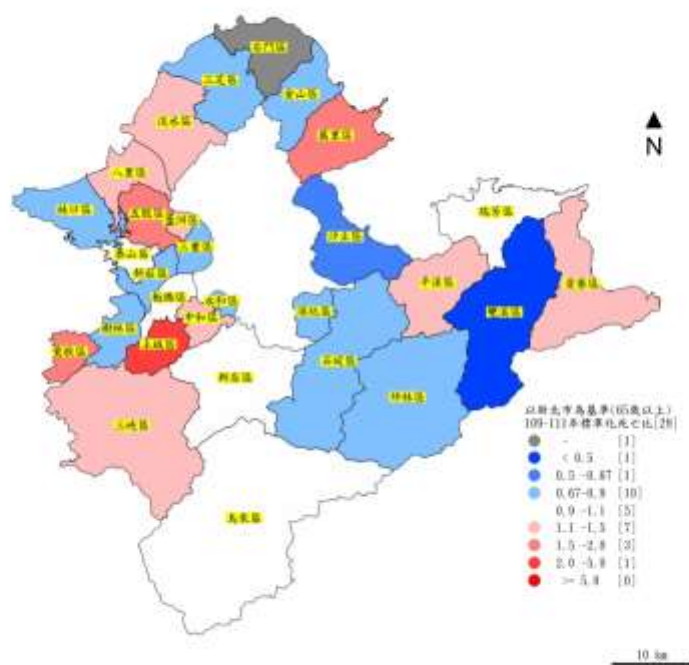 石門區
三芝區
金山區
淡水區
萬里區
八里區
林口區
五股區
蘆洲區
瑞芳區
汐止區
三重區
泰山區
新莊區
平溪區
貢寮區
雙溪區
板橋區
永和區
深坑區
中和區
樹林區
土城區
鶯歌區
石碇區
新店區
坪林區
三峽區
烏來區
N
以新北市為基準(65歲以上)
109-111年標準化死亡比[29]
- [1]
< 0.5 [1]
0.5 -0.67 [1]
0.67-0.9 [10]
0.9 -1.1 [5]
1.1 -1.5 [7]
1.5 -2.0 [3]
2.0 -5.0 [1]
>= 5.0 [0]
10 km